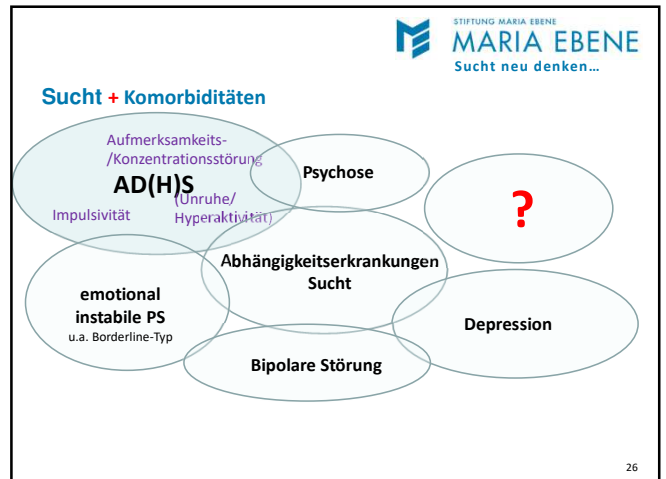 STIFTUNG MARIA EBENE
MARIA EBENE
Sucht neu denken…
Sucht + Komorbiditäten
Aufmerksamkeits-
/Konzentrationsstörung
AD(H)S
(Unruhe/
Impulsivität
Hyperaktivität)
Psychose
?
Abhängigkeitserkrankungen
Sucht
emotional
instabile PS
u.a. Borderline-Typ
Depression
Bipolare Störung
26